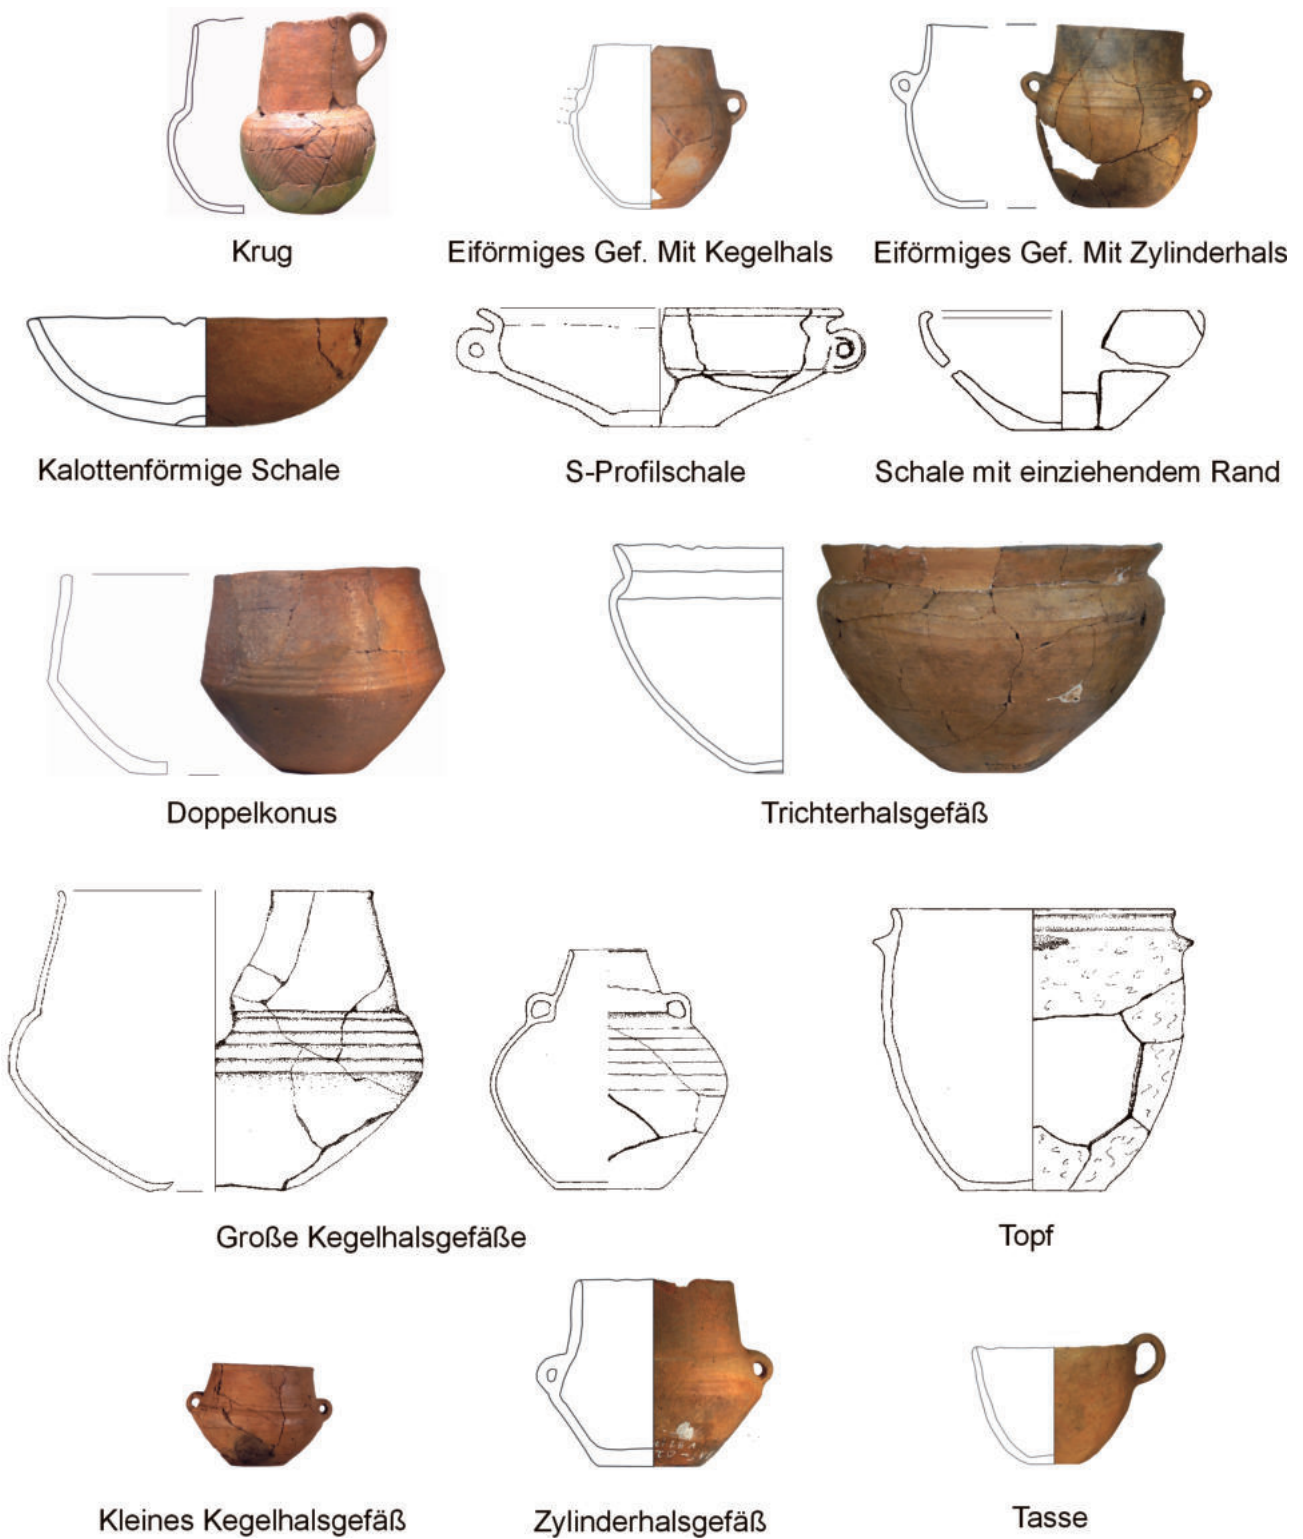 Krug
Eiförmiges Gef. Mit Kegelhals
Eiförmiges Gef. Mit Zylinderhals
Kalottenförmige Schale
S-Profilschale
Schale mit einziehendem Rand
Doppelkonus
Trichterhalsgefäß
Große Kegelhalsgefäße
Topf
Kleines Kegelhalsgefäß
Zylinderhalsgefäß
Tasse